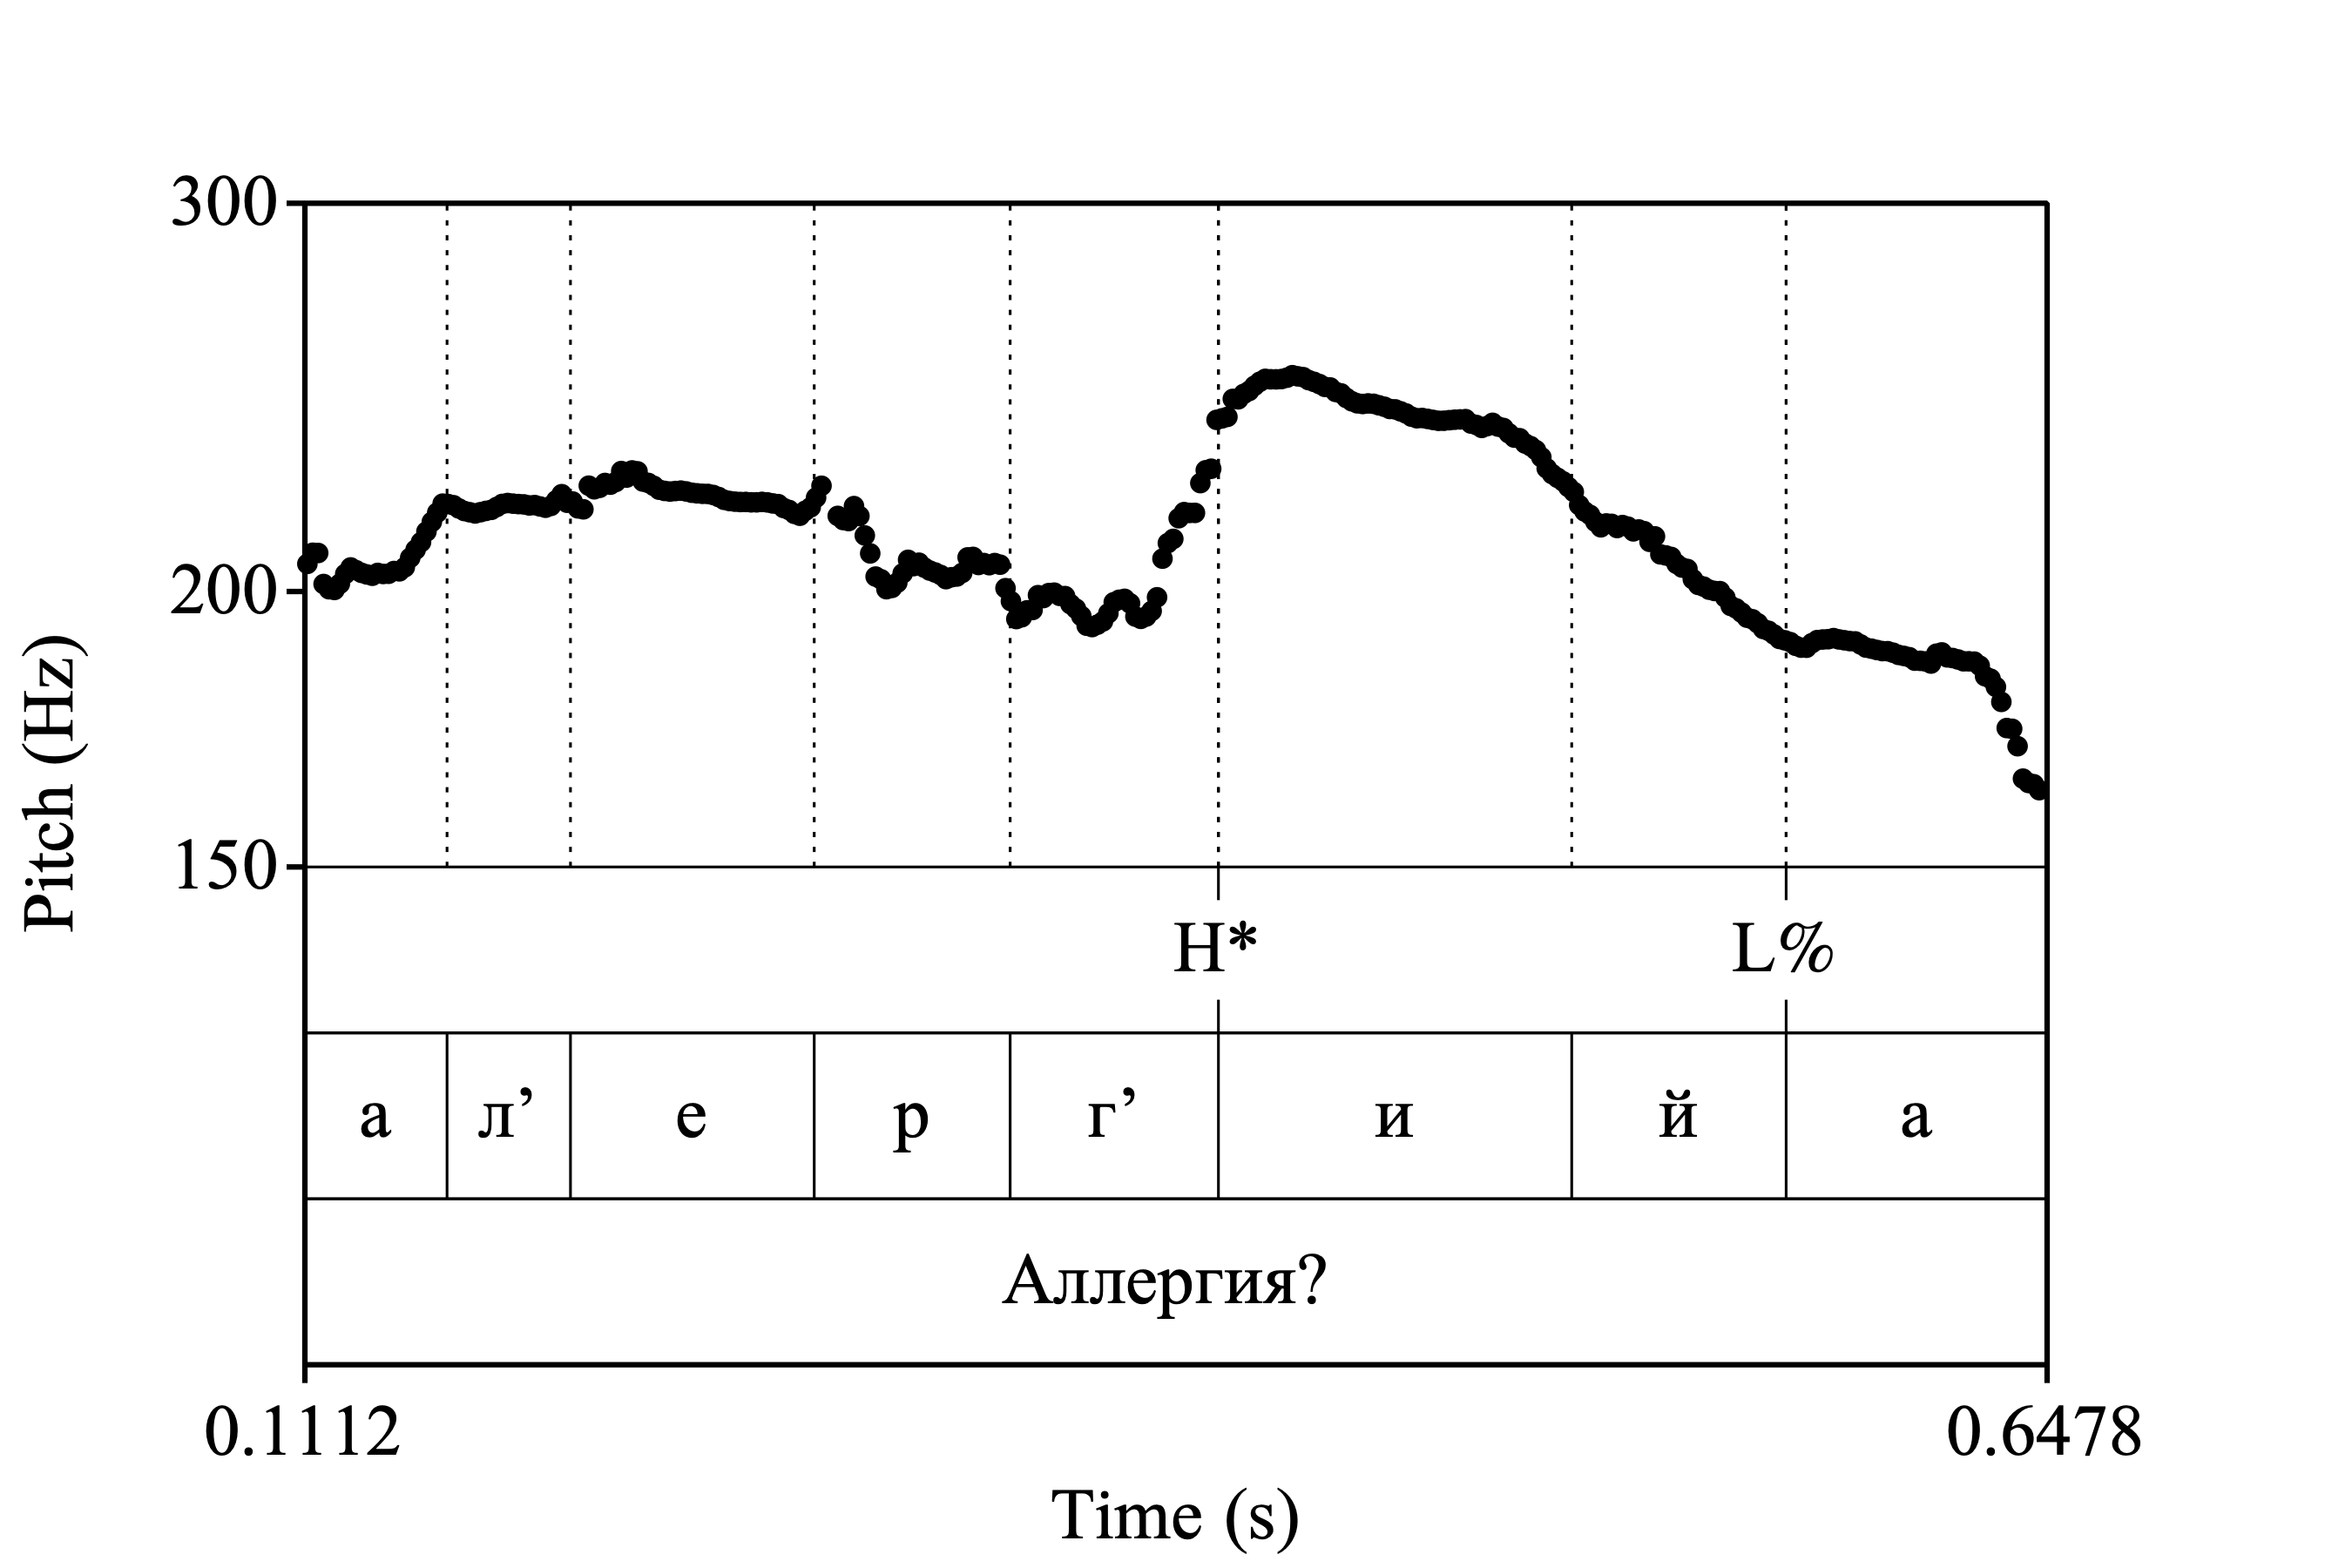 300
200
150
Pitch (Hz)
H* L%
а л’ е р г’ и й а
Аллергия?
0.1112 0.6478
Time (s)